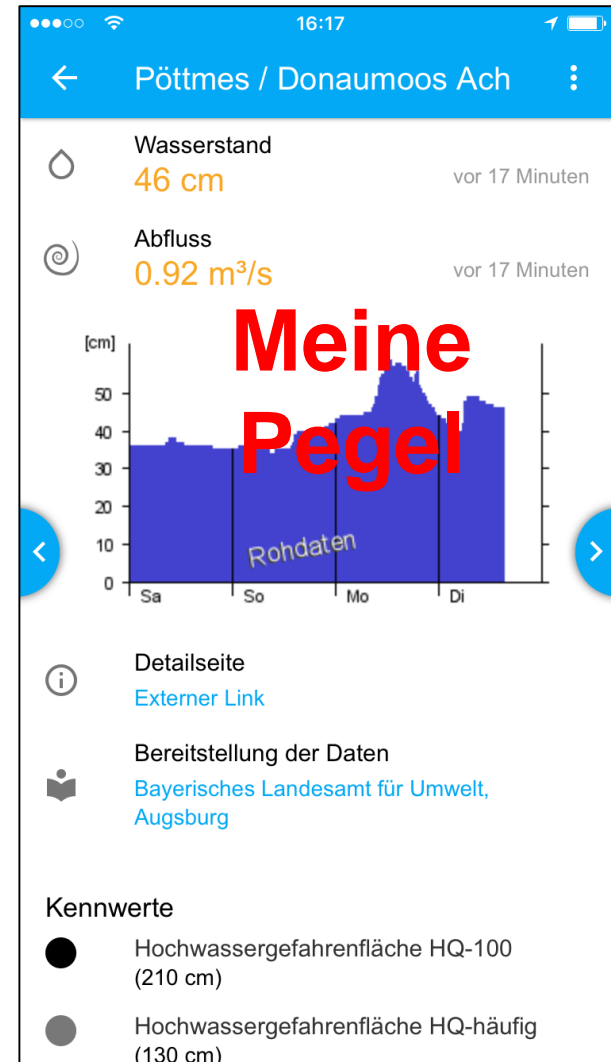 16:17
Pöttmes / Donaumoos Ach
Wasserstand
46 cm
vor 17 Minuten
Abfluss
0.92 m³/s
vor 17 Minuten
Meine
Pegel
[cm]
50
40
30
20
10
0
Rohdaten
Sa So Mo Di
Detailseite
Externer Link
Bereitstellung der Daten
Bayerisches Landesamt für Umwelt,
Augsburg
Kennwerte
Hochwassergefahrenfläche HQ-100
(210 cm)
Hochwassergefahrenfläche HQ-häufig
(130 cm)